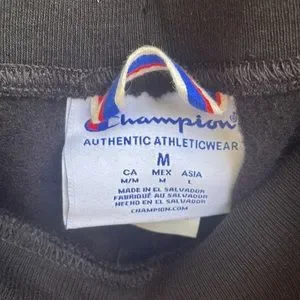 Champion®
AUTHENTIC ATHLETICWEAR
M
CA MEX ASIA
M/M M L
MADE IN EL SALVADOR
FABRIQUÉ AU SALVADOR
HECHO EN EL SALVADOR
CHAMPION.COM